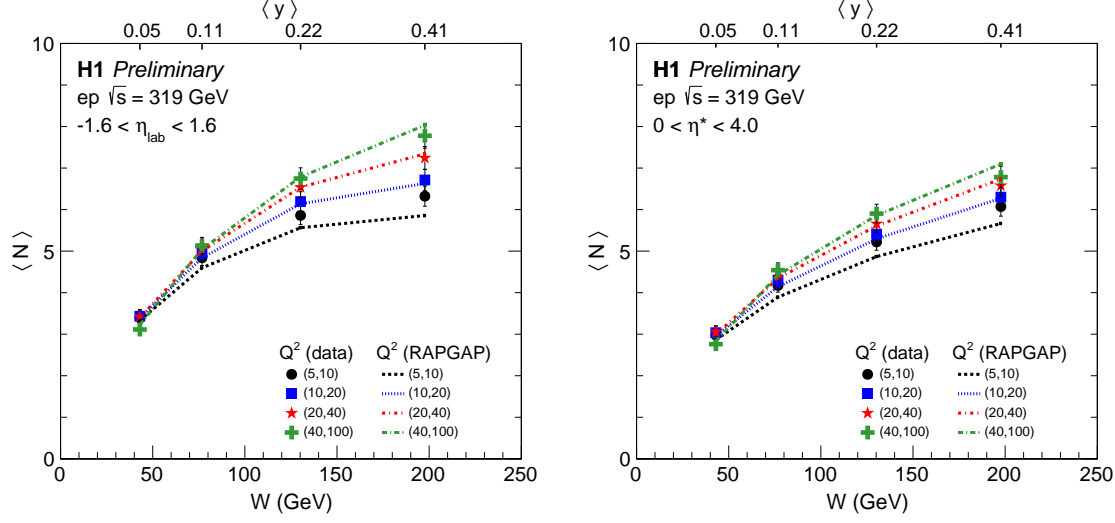 ⟨ y ⟩
0.05 0.11 0.22 0.41
10
H1 Preliminary
ep √s = 319 GeV
-1.6 < η_lab < 1.6
⟨ N ⟩
5
Q² (data) Q² (RAPGAP)
(5,10) (5,10)
(10,20) (10,20)
(20,40) (20,40)
(40,100) (40,100)
0
0 50 100 150 200 250
W (GeV)
⟨ y ⟩
0.05 0.11 0.22 0.41
10
H1 Preliminary
ep √s = 319 GeV
0 < η* < 4.0
⟨ N ⟩
5
Q² (data) Q² (RAPGAP)
(5,10) (5,10)
(10,20) (10,20)
(20,40) (20,40)
(40,100) (40,100)
0
0 50 100 150 200 250
W (GeV)